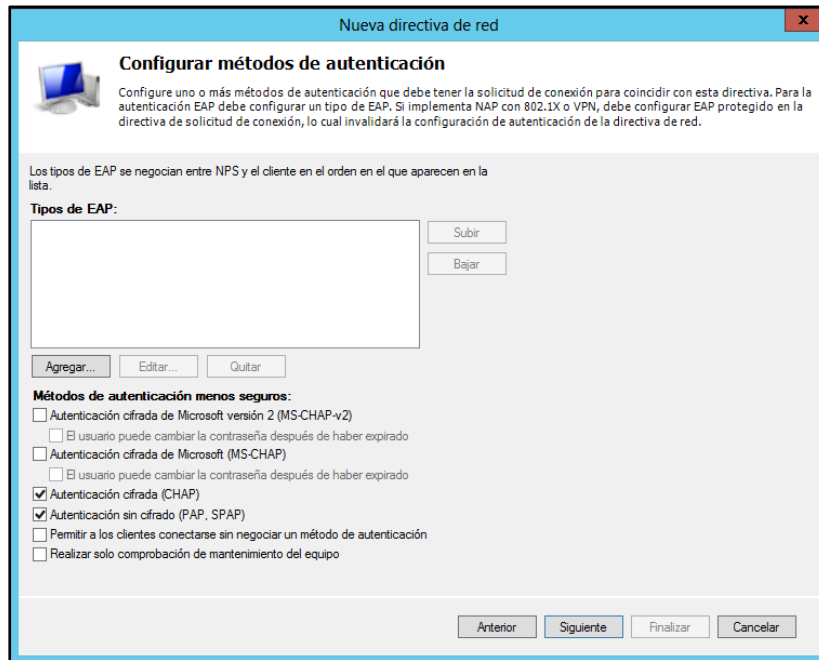 Nueva directiva de red
x
Configurar métodos de autenticación
Configure uno o más métodos de autenticación que debe tener la solicitud de conexión para coincidir con esta directiva. Para la
autenticación EAP debe configurar un tipo de EAP. Si implementa NAP con 802.1X o VPN, debe configurar EAP protegido en la
directiva de solicitud de conexión, lo cual invalidará la configuración de autenticación de la directiva de red.
Los tipos de EAP se negocian entre NPS y el cliente en el orden en el que aparecen en la
lista.
Tipos de EAP:
Subir
Bajar
Agregar... Editar... Quitar
Métodos de autenticación menos seguros:
Autenticación cifrada de Microsoft versión 2 (MS-CHAP-v2)
El usuario puede cambiar la contraseña después de haber expirado
Autenticación cifrada de Microsoft (MS-CHAP)
El usuario puede cambiar la contraseña después de haber expirado
Autenticación cifrada (CHAP)
Autenticación sin cifrado (PAP, SPAP)
Permitir a los clientes conectarse sin negociar un método de autenticación
Realizar solo comprobación de mantenimiento del equipo
Anterior Siguiente Finalizar Cancelar